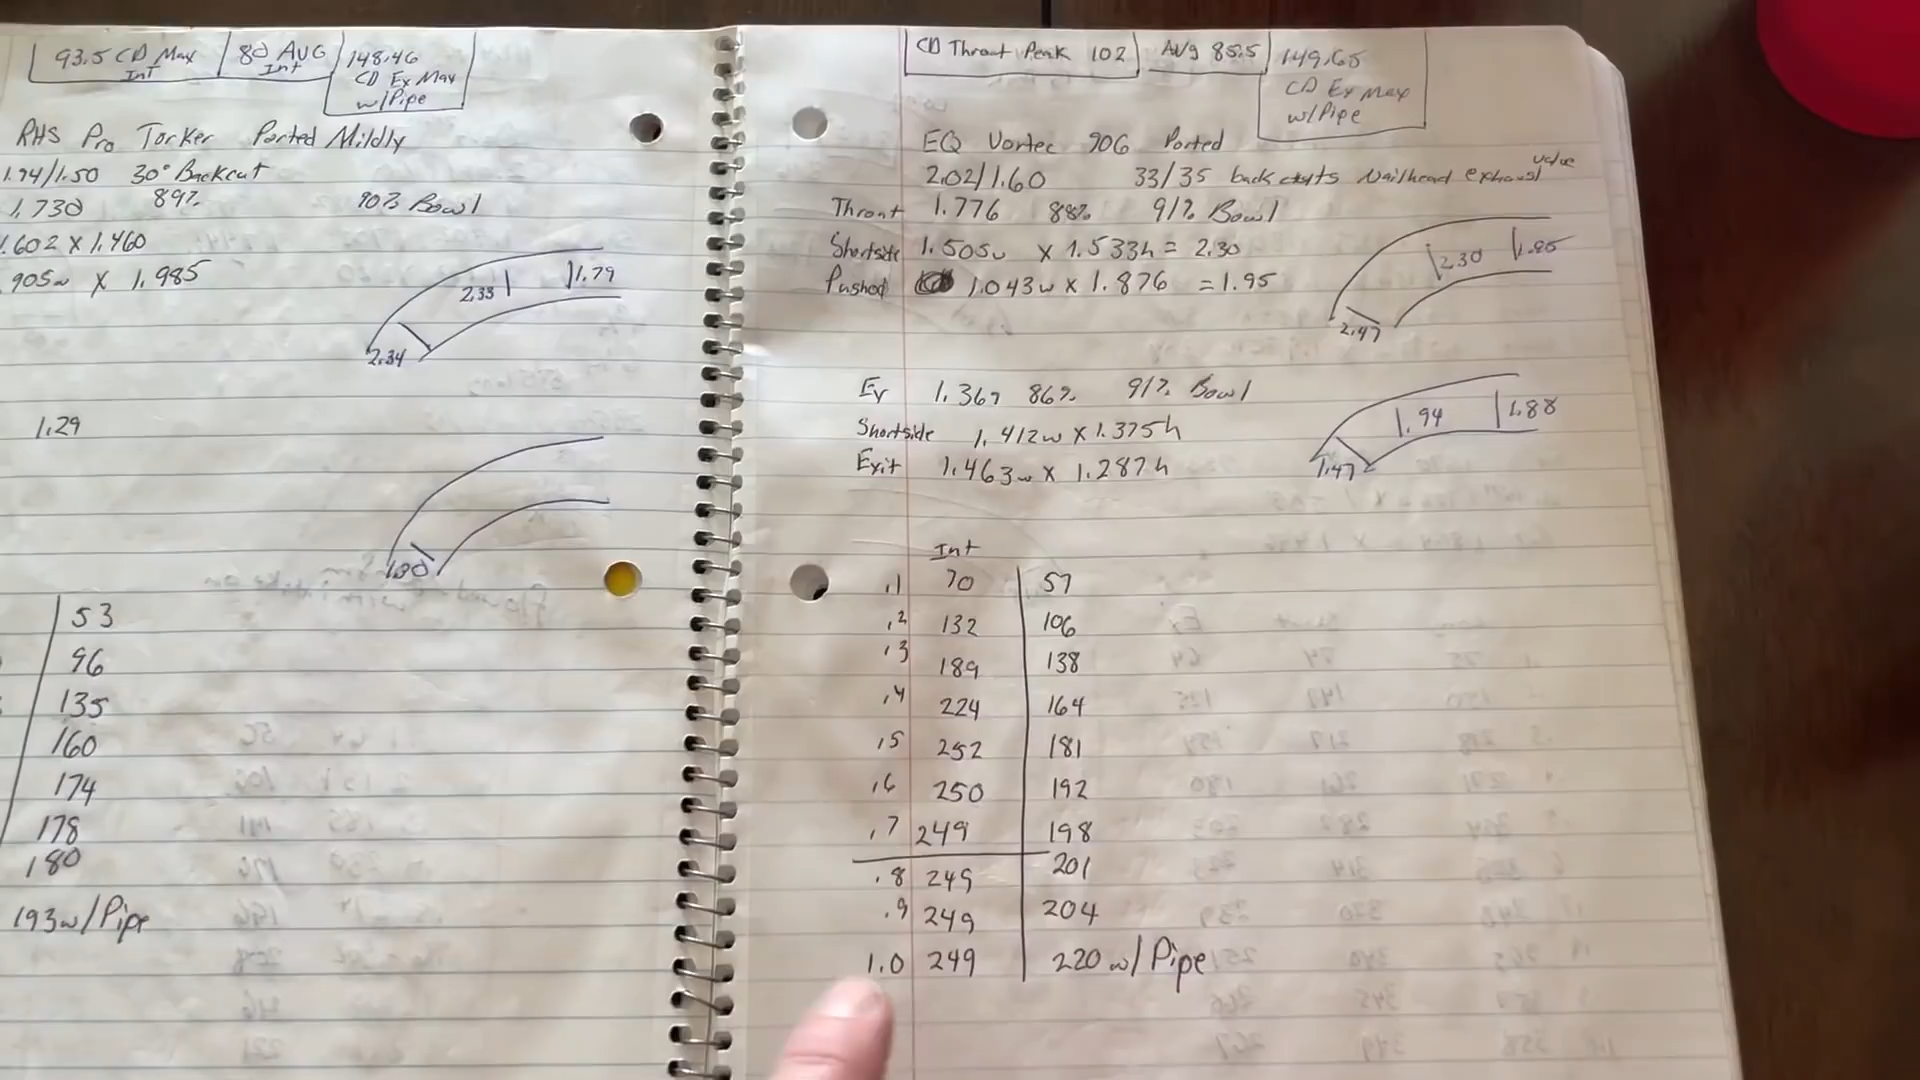 93.5 CD Max Int
80 AVG Int
148.46 CD Ex Max w/Pipe
RHS Pro Torker Ported Mildly
1.94/1.50 30° Backcut
1.730 89% 90% Bowl
1.602 X 1.460
.905w X 1.985
2.33 1.79
2.34
1.29
53
96
135
160
174
178
180
193 w/Pipe
CD Throat Peak 102
AVG 85.5
149.65 CD Ex Max w/Pipe
EQ Vortec 906 Ported
2.02/1.60 33/35 back cuts Nailhead exhaust valve
Throat 1.776 88% 91% Bowl
Shortside 1.505w X 1.533h = 2.30
Pushrod 1.043w X 1.876 = 1.95
2.30
2.47
Ex 1.369 86% 91% Bowl
Shortside 1.412w X 1.375h
Exit 1.463w X 1.287h
1.94 1.88
1.47
Int
.1 70 57
.2 132 106
.3 189 138
.4 224 164
.5 252 181
.6 250 192
.7 249 198
.8 249 201
.9 249 204
1.0 249 220 w/Pipe